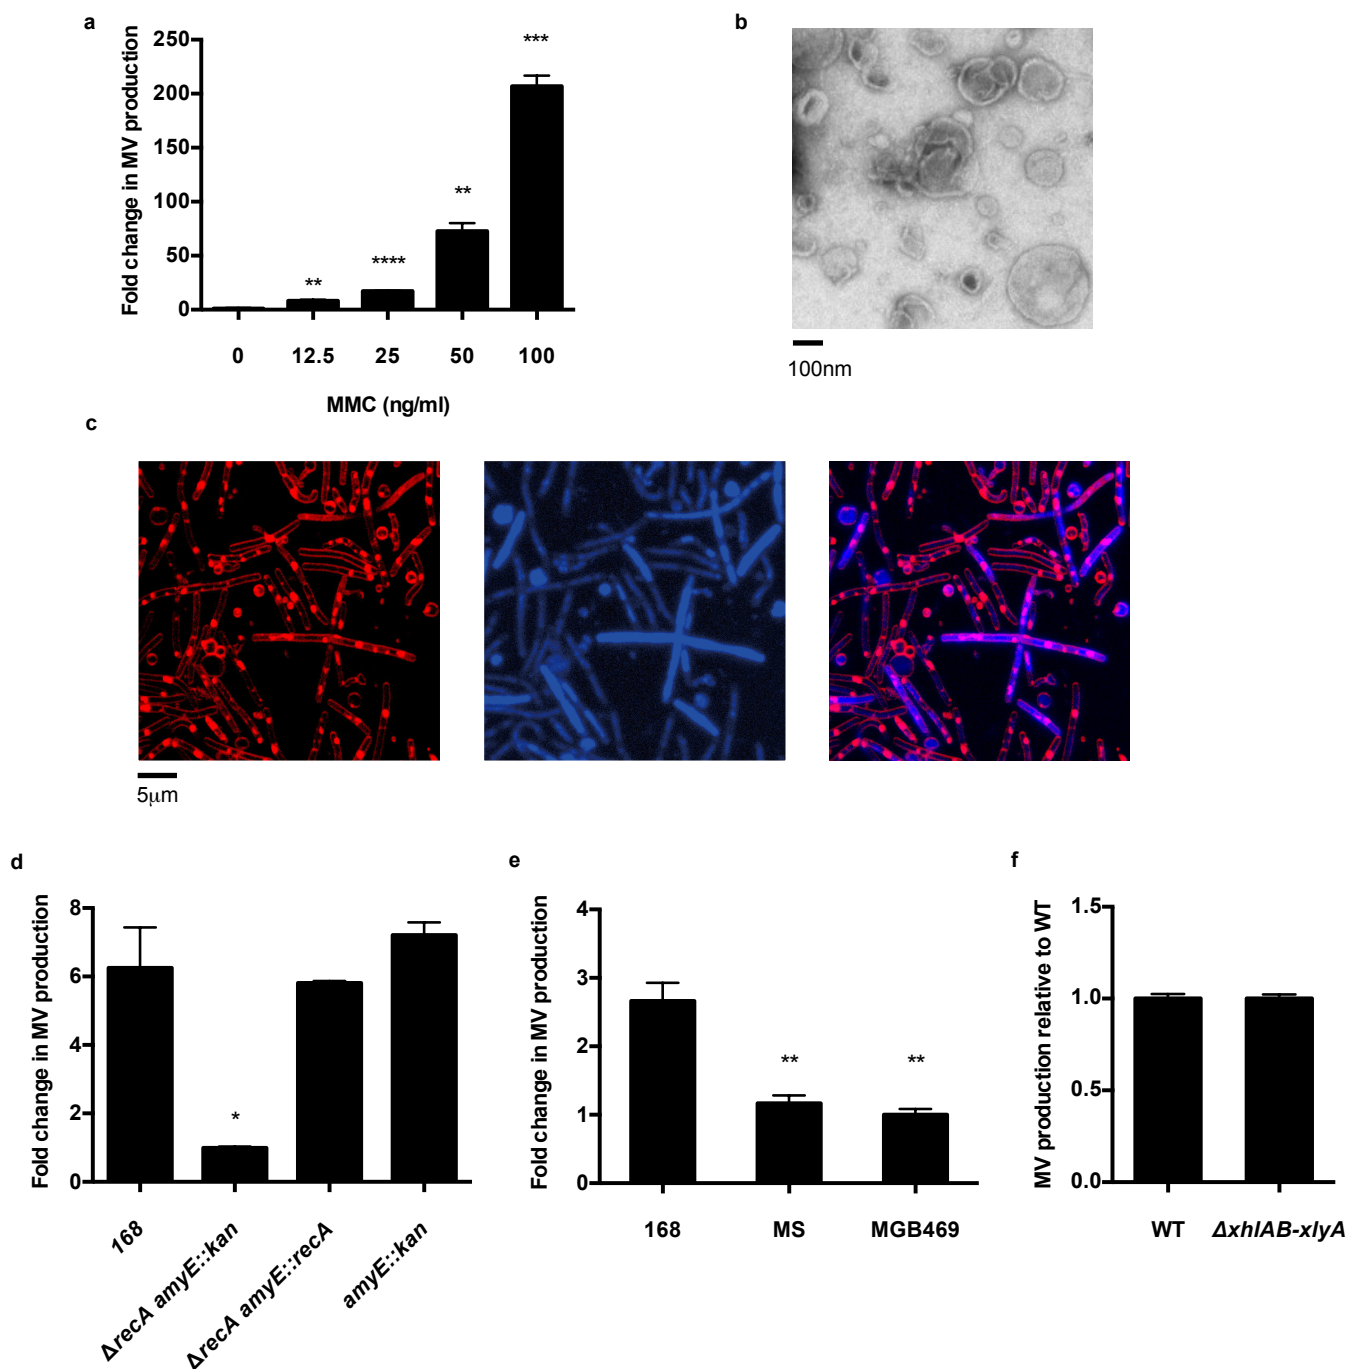 a
Fold change in MV production
250
200
150
100
50
0
**
****
**
***
0 12.5 25 50 100
MMC (ng/ml)
b
100nm
c
5μm
d
Fold change in MV production
8
6
4
2
0
*
168
ΔrecA amyE::kan
ΔrecA amyE::recA
amyE::kan
e
Fold change in MV production
4
3
2
1
0
**
**
168 MS MGB469
f
MV production relative to WT
1.5
1.0
0.5
0.0
WT ΔxhlAB-xlyA